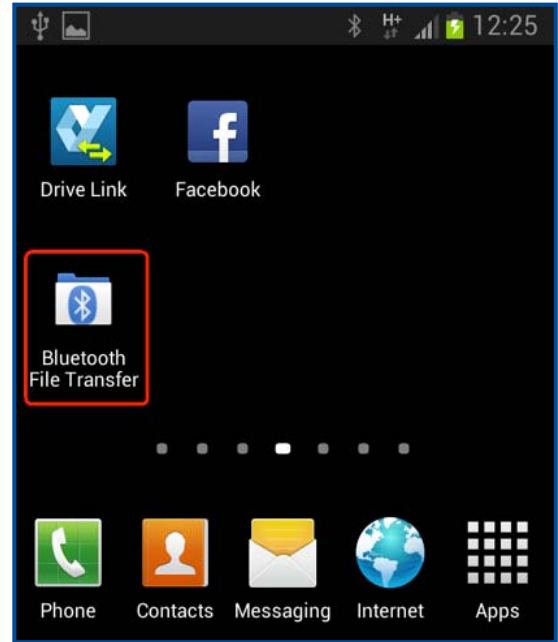 H+ 12:25
Drive Link Facebook
Bluetooth
File Transfer
Phone Contacts Messaging Internet Apps